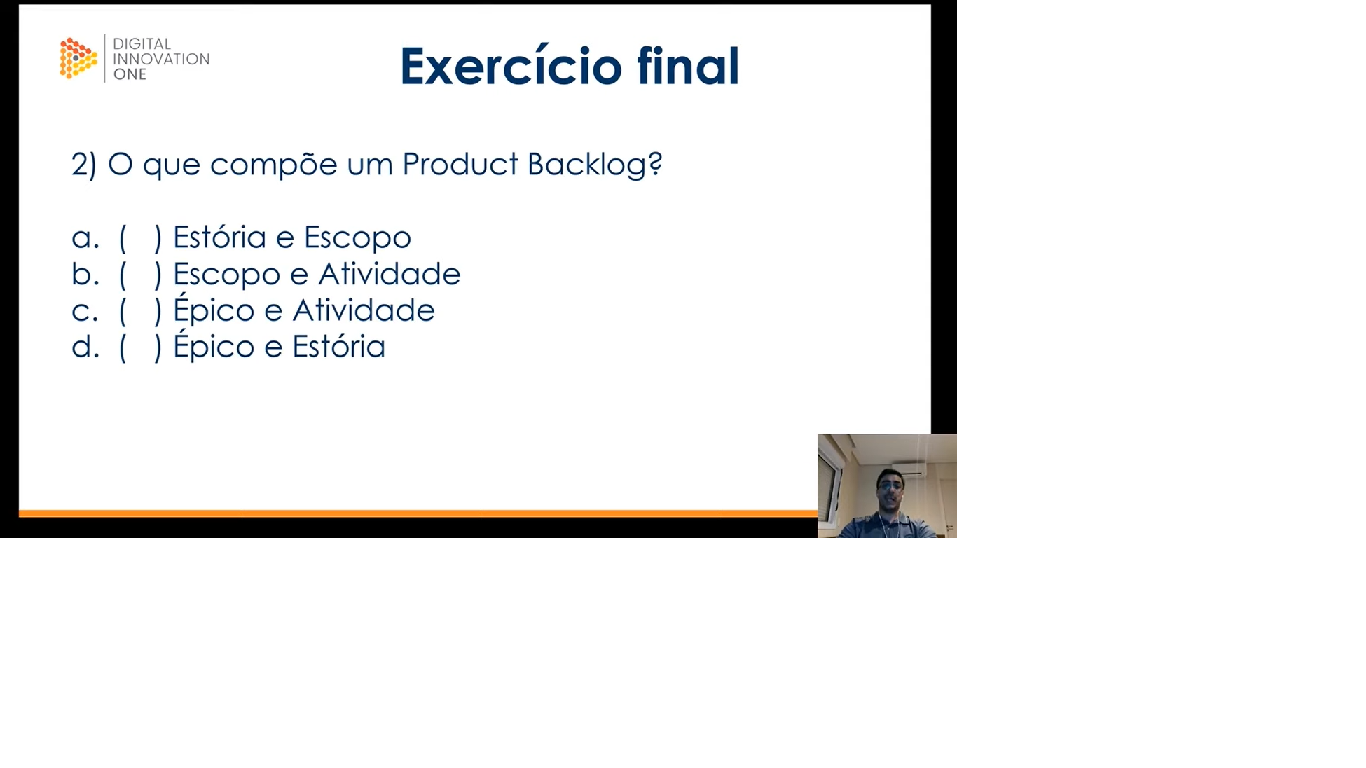 DIGITAL
INNOVATION
ONE
Exercício final
2) O que compõe um Product Backlog?
a. ( ) Estória e Escopo
b. ( ) Escopo e Atividade
c. ( ) Épico e Atividade
d. ( ) Épico e Estória